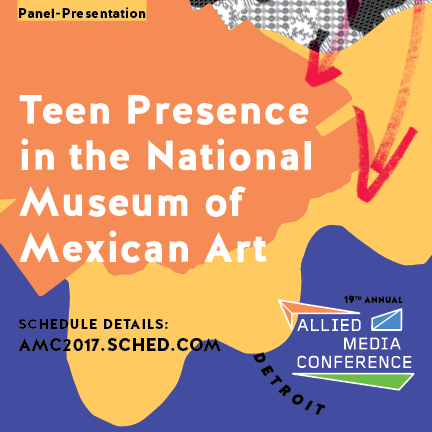 Panel-Presentation
Teen Presence
in the National
Museum of
Mexican Art
SCHEDULE DETAILS:
AMC2017.SCHED.COM
19TH ANNUAL
ALLIED
MEDIA
CONFERENCE
DETROIT